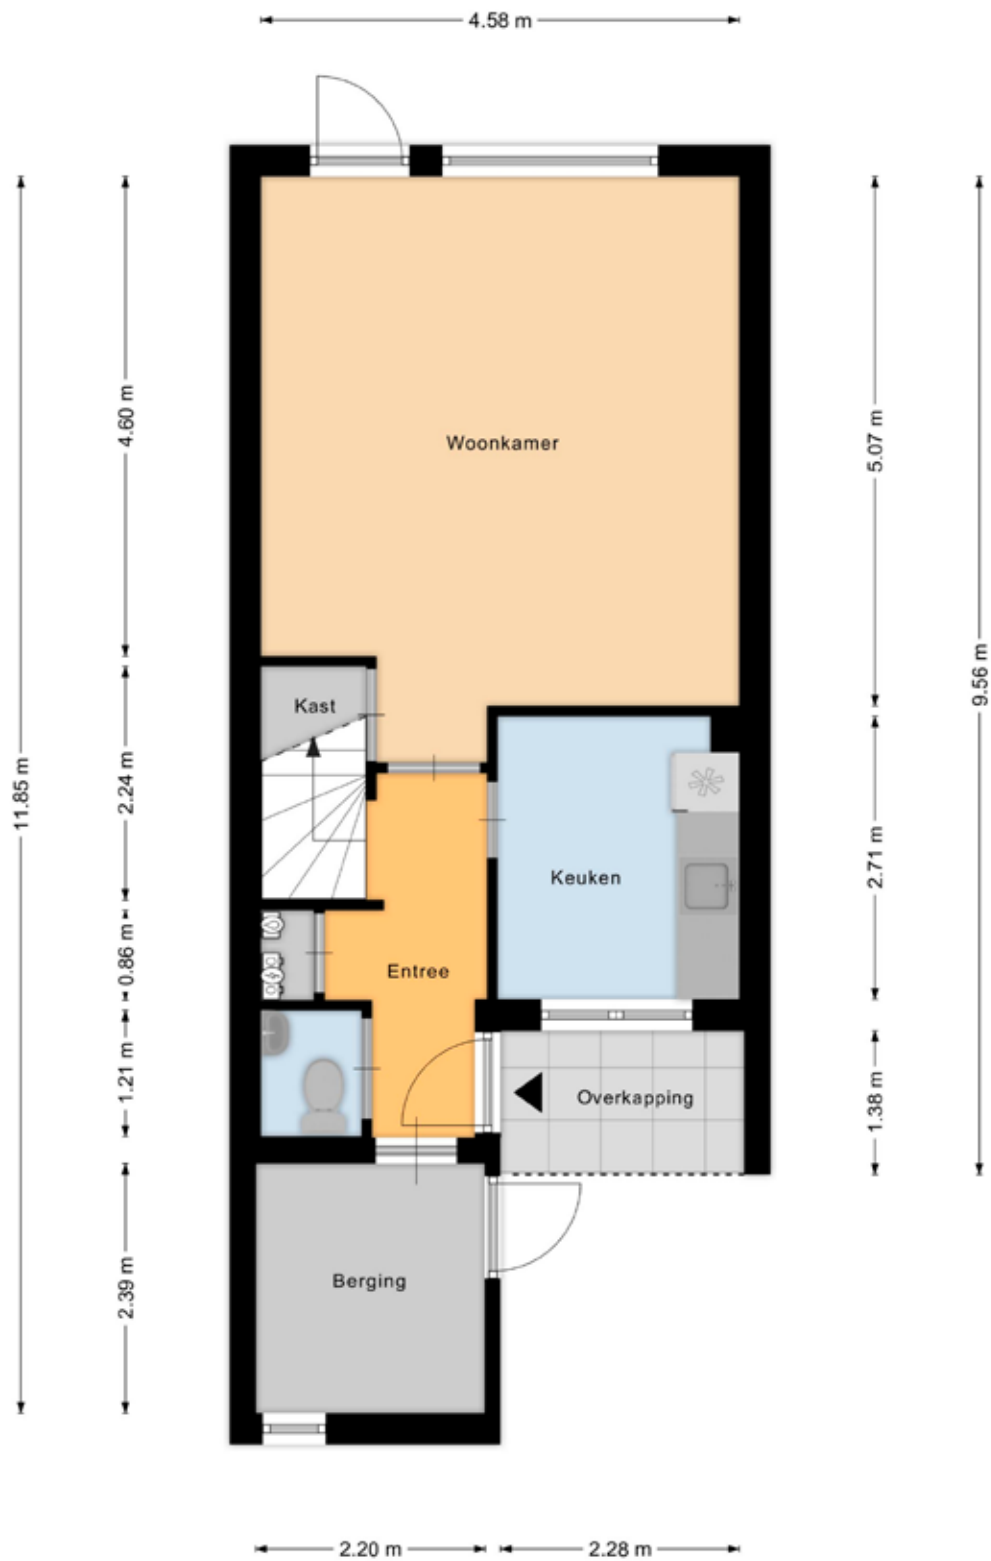 4.58 m
4.60 m
5.07 m
Woonkamer
9.56 m
Kast
2.24 m
11.85 m
2.71 m
Keuken
0.86 m
Entree
1.21 m
Overkapping
1.38 m
Berging
2.39 m
2.20 m
2.28 m